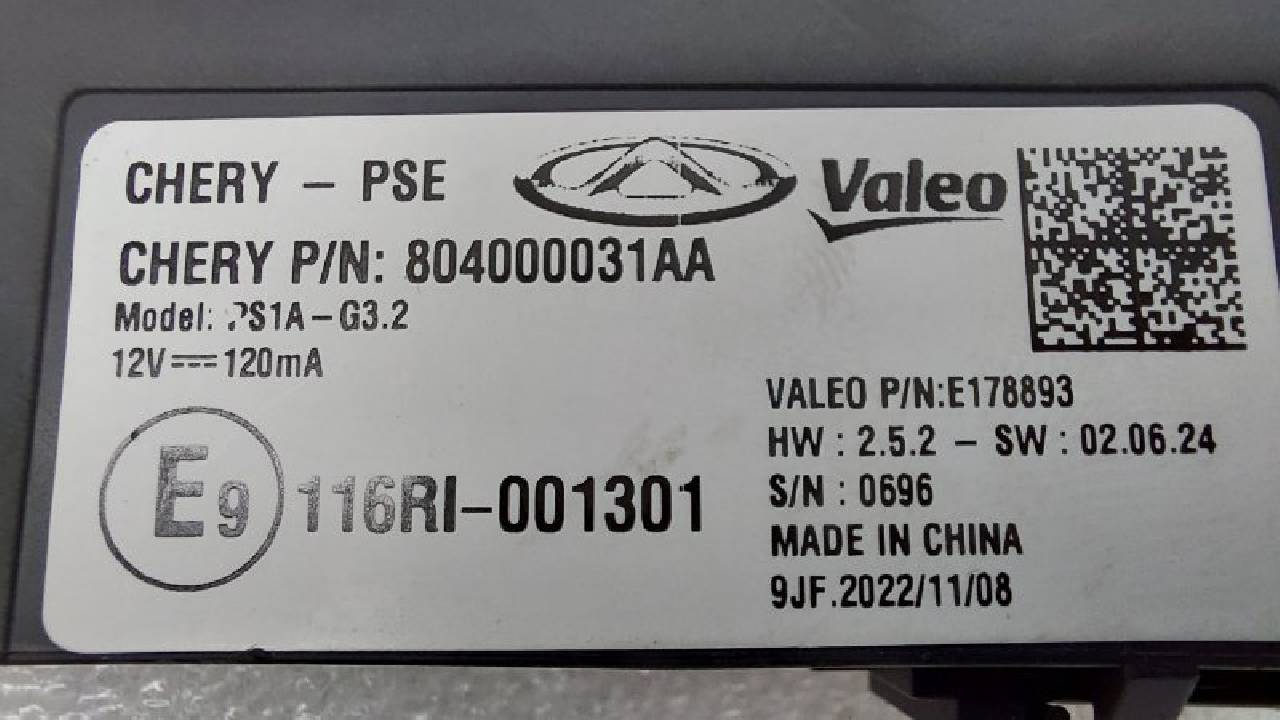 CHERY – PSE
Valeo
CHERY P/N: 804000031AA
Model: PS1A–G3.2
12V⎓120mA
E9 116RI–001301
VALEO P/N:E178893
HW : 2.5.2 – SW : 02.06.24
S/N : 0696
MADE IN CHINA
9JF.2022/11/08